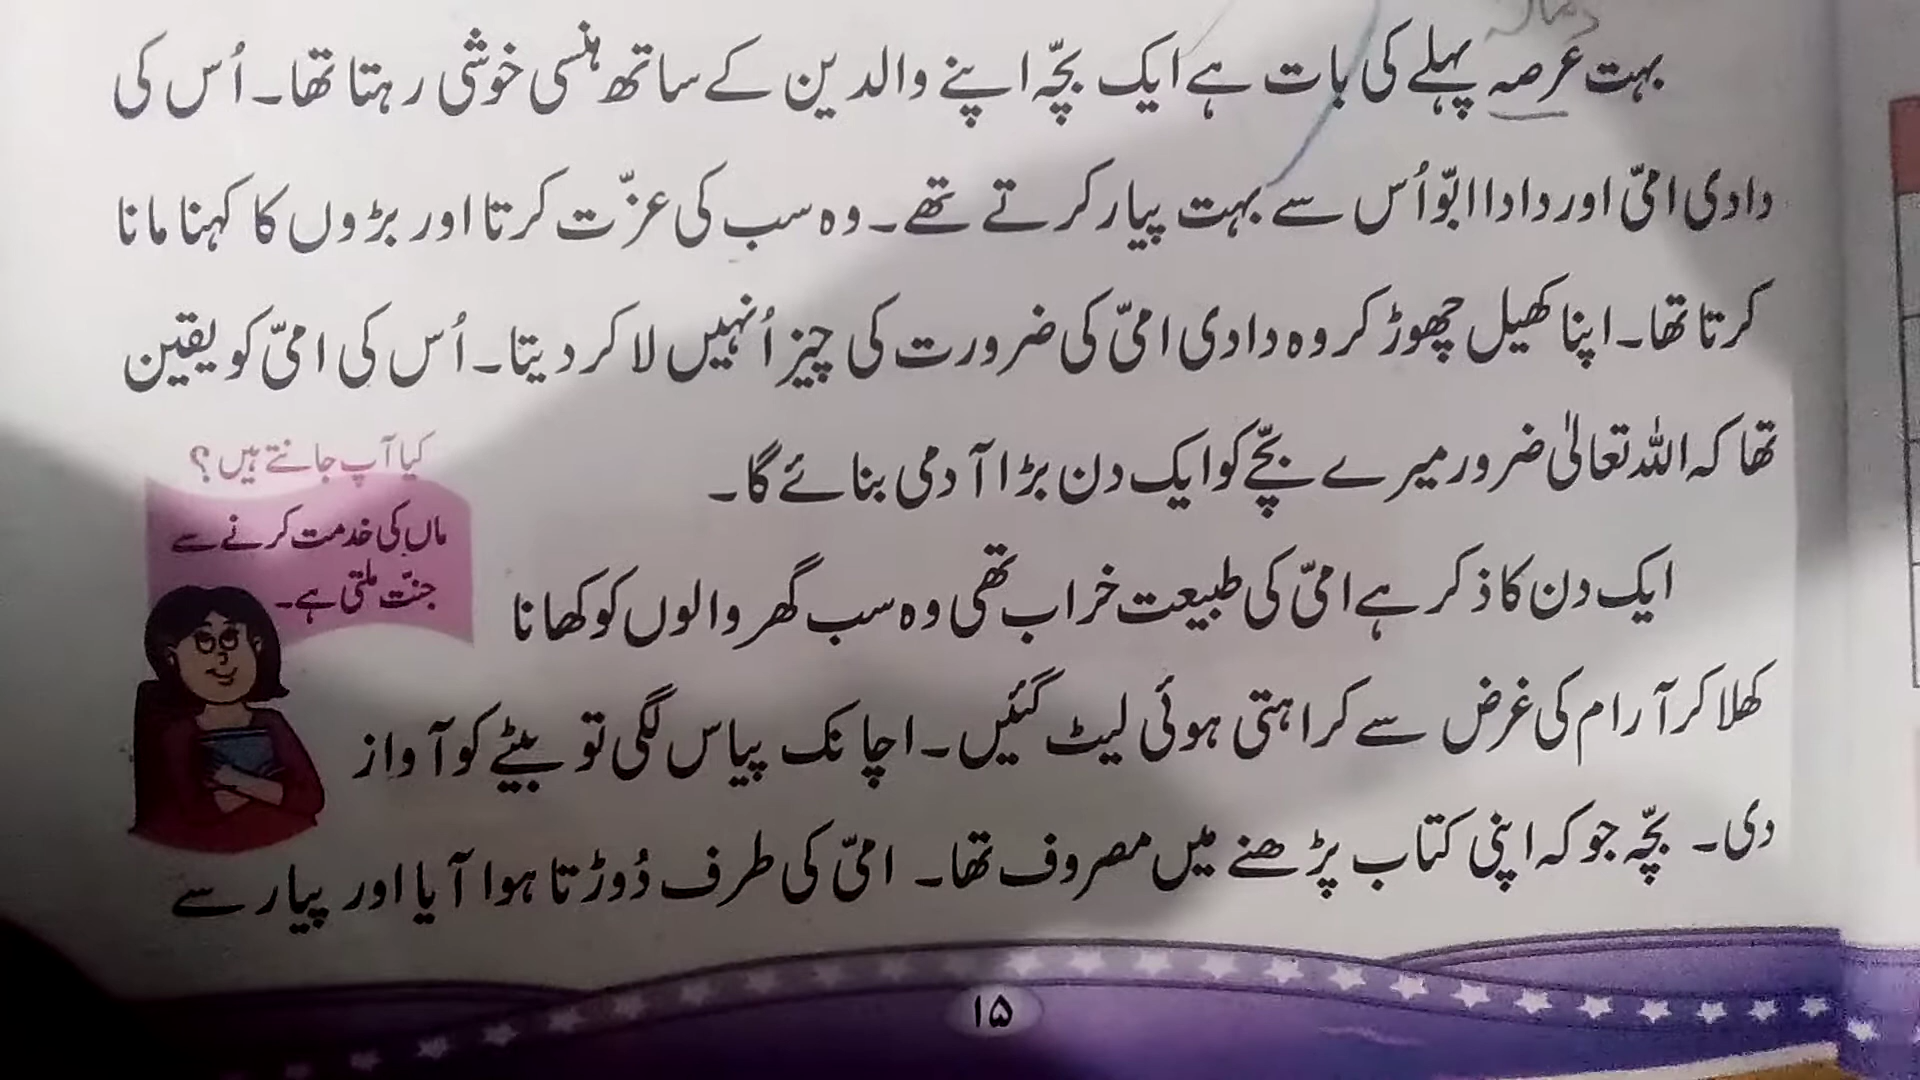 بہت عرصہ پہلے کی بات ہے ایک بچّہ اپنے والدین کے ساتھ ہنسی خوشی رہتا تھا۔ اُس کی
دادی امیّ اور دادا ابوّ اُس سے بہت پیار کرتے تھے۔ وہ سب کی عزّت کرتا اور بڑوں کا کہنا مانا
کرتا تھا۔ اپنا کھیل چھوڑ کر وہ دادی امیّ کی ضرورت کی چیز اُنہیں لا کر دیتا۔ اُس کی امیّ کو یقین
تھا کہ اللہ تعالیٰ ضرور میرے بچّے کو ایک دن بڑا آدمی بنائے گا۔
کیا آپ جانتے ہیں؟
ماں کی خدمت کرنے سے
جنّت ملتی ہے۔
ایک دن کا ذکر ہے امیّ کی طبیعت خراب تھی وہ سب گھر والوں کو کھانا
کھلا کر آرام کی غرض سے کراہتی ہوئی لیٹ گئیں۔ اچانک پیاس لگی تو بیٹے کو آواز
دی۔ بچّہ جو کہ اپنی کتاب پڑھنے میں مصروف تھا۔ امیّ کی طرف دُوڑتا ہوا آیا اور پیار سے
۱۵